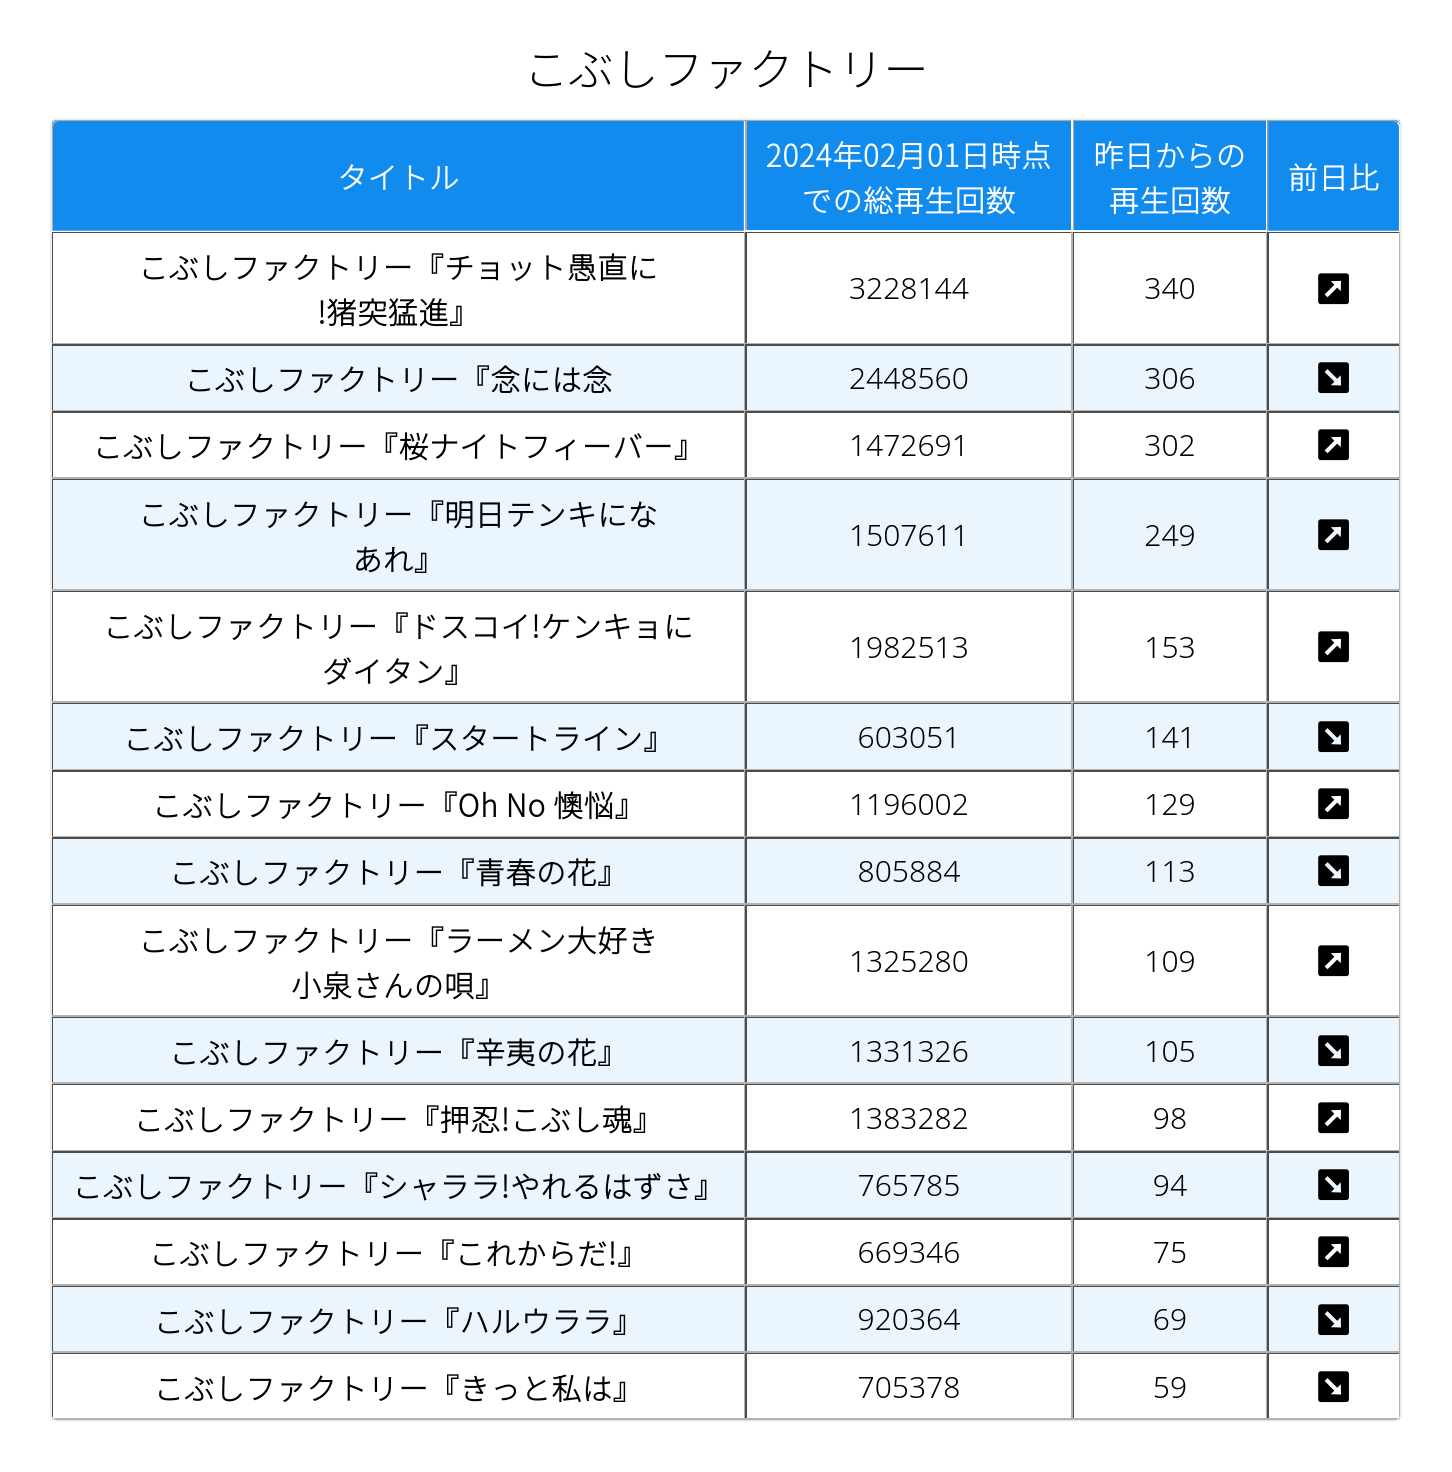 こぶしファクトリー
タイトル
2024年02月01日時点
での総再生回数
昨日からの
再生回数
前日比
こぶしファクトリー『チョット愚直に
!猪突猛進』
3228144
340
↗
こぶしファクトリー『念には念
2448560
306
↘
こぶしファクトリー『桜ナイトフィーバー』
1472691
302
↗
こぶしファクトリー『明日テンキにな
あれ』
1507611
249
↗
こぶしファクトリー『ドスコイ!ケンキョに
ダイタン』
1982513
153
↗
こぶしファクトリー『スタートライン』
603051
141
↘
こぶしファクトリー『Oh No 懊悩』
1196002
129
↗
こぶしファクトリー『青春の花』
805884
113
↘
こぶしファクトリー『ラーメン大好き
小泉さんの唄』
1325280
109
↗
こぶしファクトリー『辛夷の花』
1331326
105
↘
こぶしファクトリー『押忍!こぶし魂』
1383282
98
↗
こぶしファクトリー『シャララ!やれるはずさ』
765785
94
↘
こぶしファクトリー『これからだ!』
669346
75
↗
こぶしファクトリー『ハルウララ』
920364
69
↘
こぶしファクトリー『きっと私は』
705378
59
↘